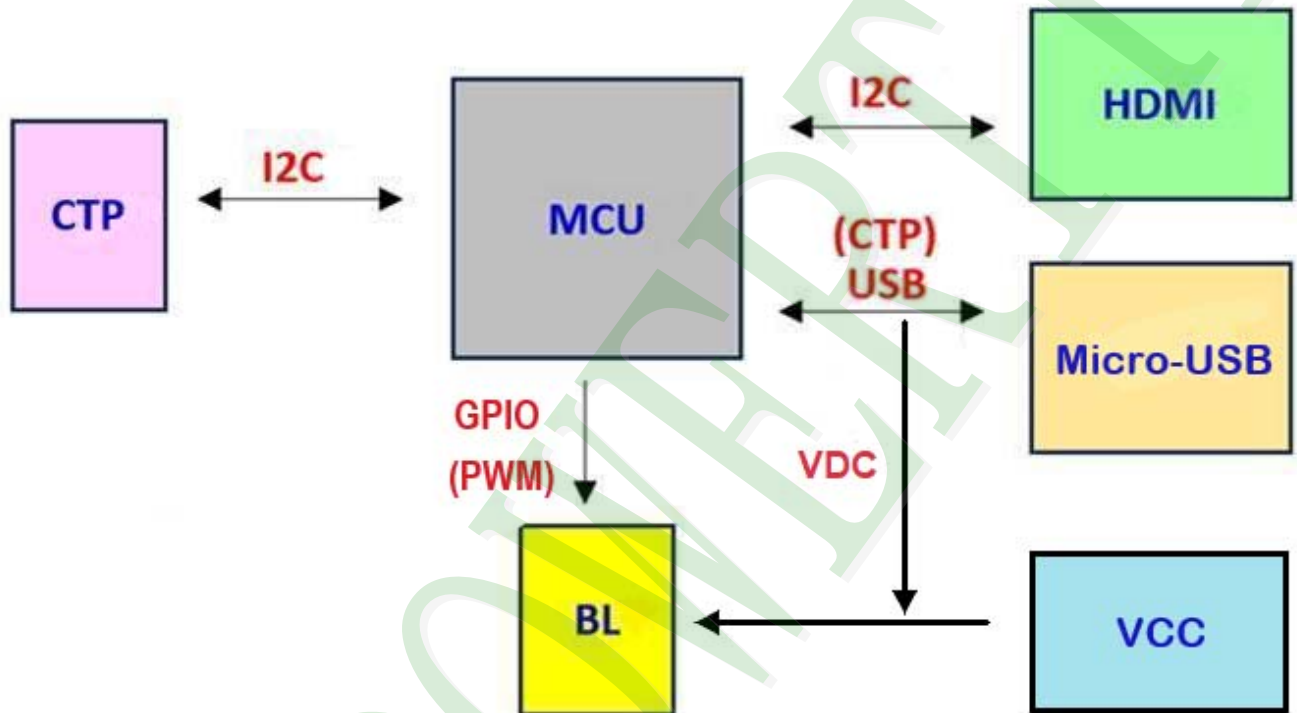 I2C
HDMI
I2C
CTP
MCU
(CTP)
USB
Micro-USB
GPIO
(PWM)
VDC
BL
VCC